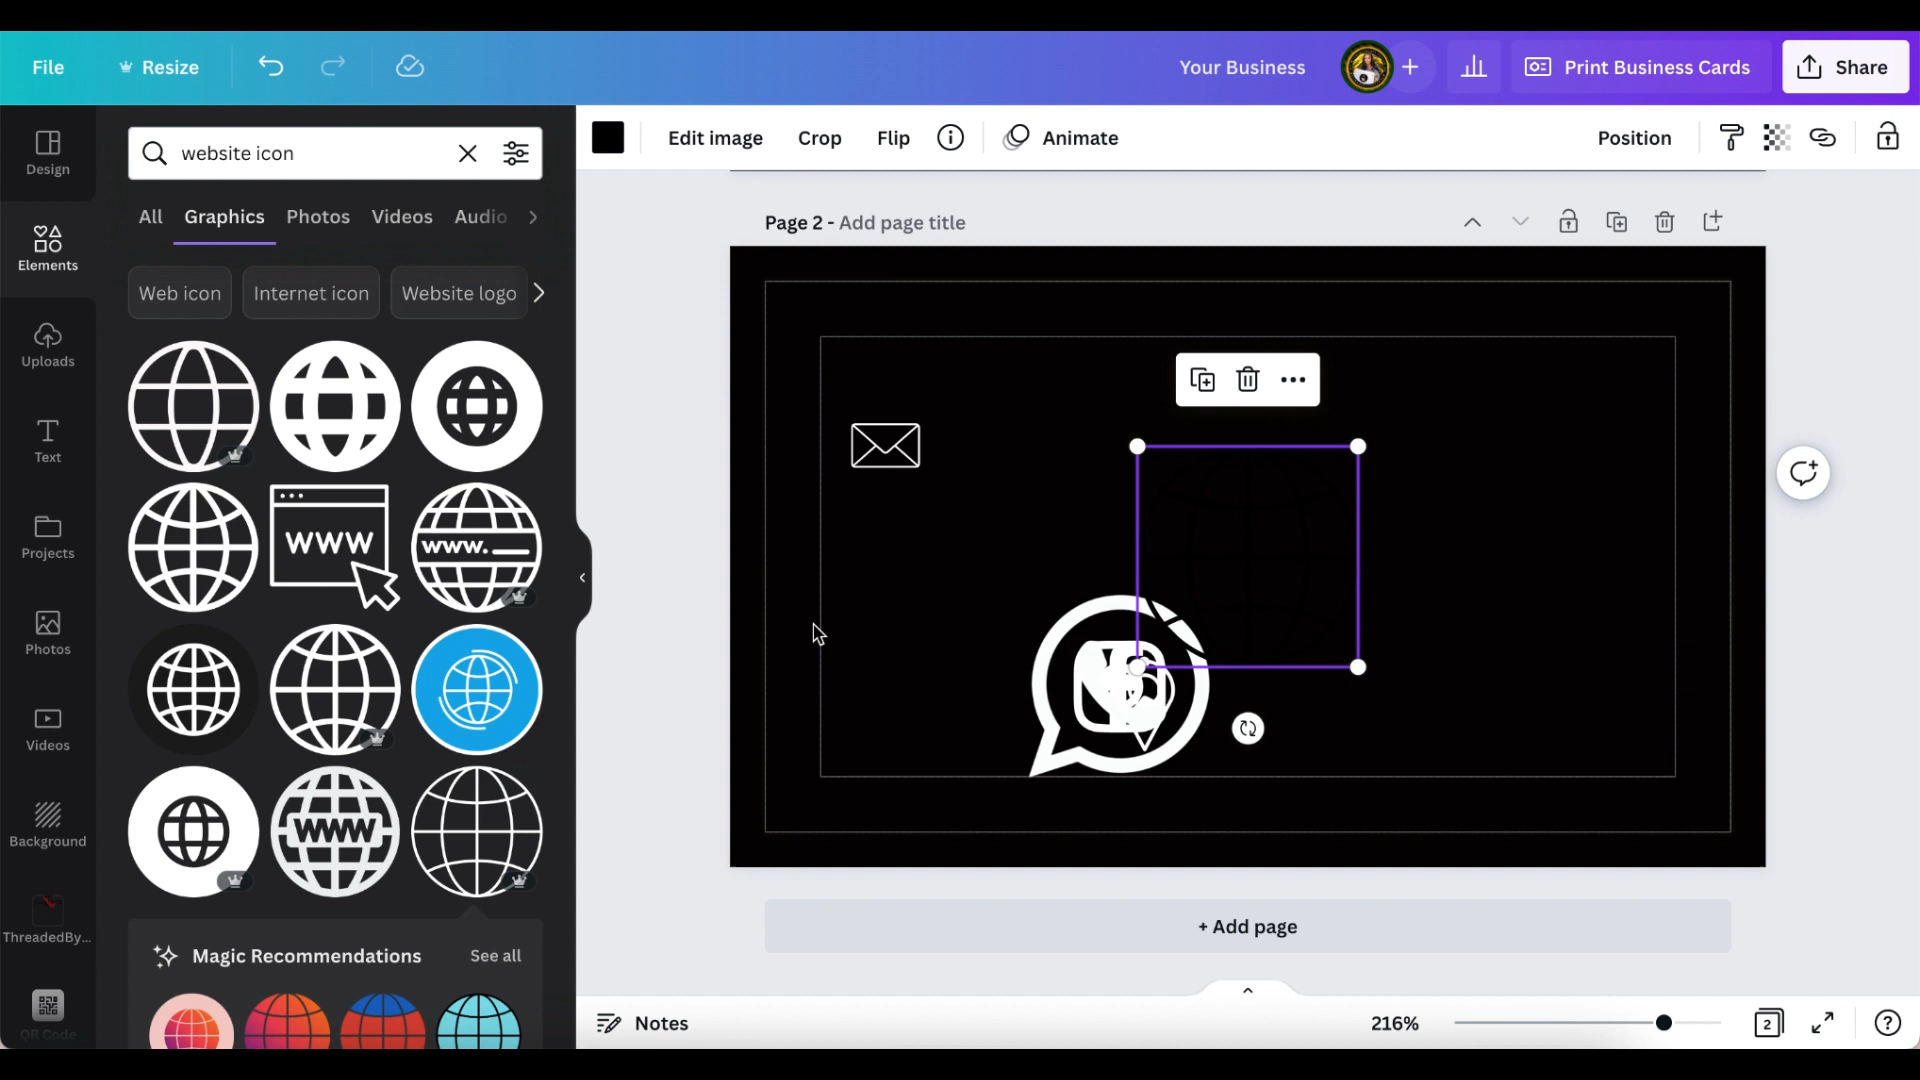 File
Resize
Your Business
Print Business Cards
Share
website icon
Edit image
Crop
Flip
Animate
Position
Design
All
Graphics
Photos
Videos
Audio
Page 2 - Add page title
Elements
Web icon
Internet icon
Website logo
Uploads
Text
Projects
WWW
www.
Photos
Videos
Background
WWW
ThreadedBy...
Magic Recommendations
See all
+ Add page
QR Code
Notes
216%
2